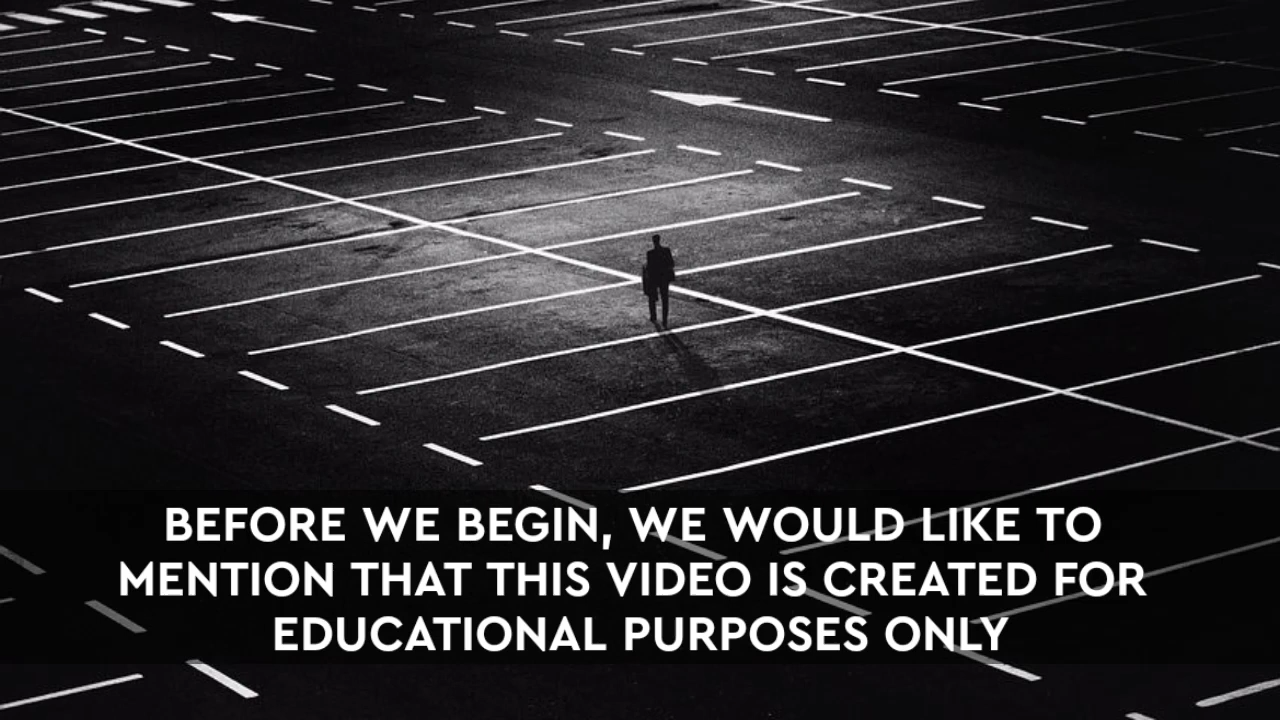 BEFORE WE BEGIN, WE WOULD LIKE TO
MENTION THAT THIS VIDEO IS CREATED FOR
EDUCATIONAL PURPOSES ONLY